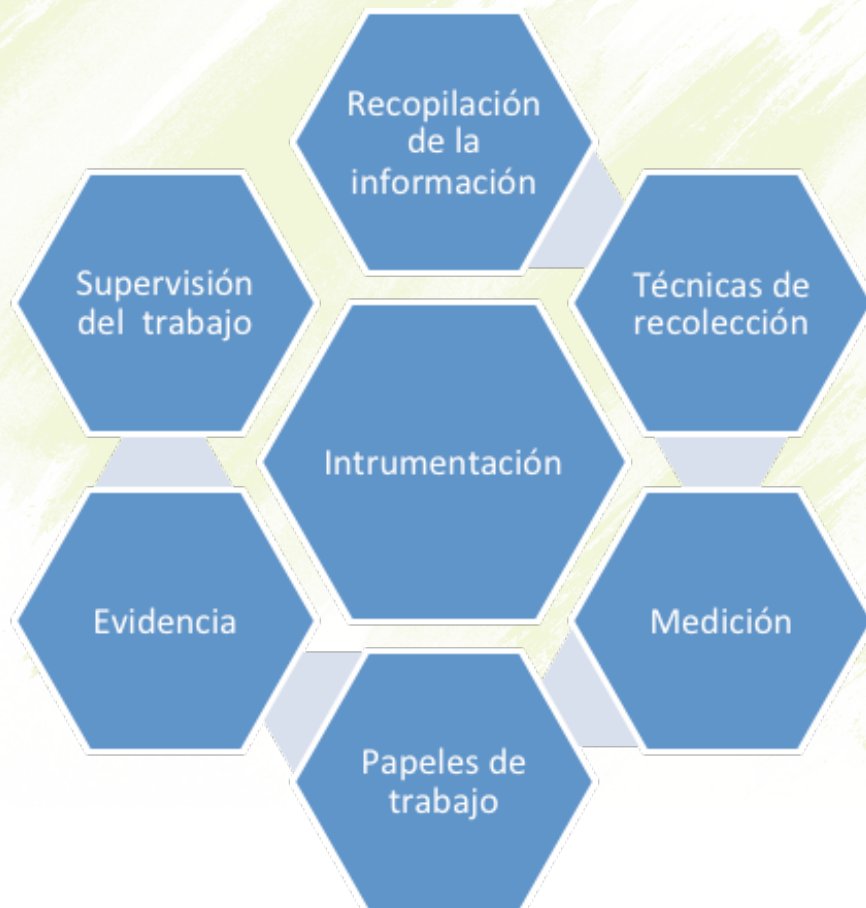 Recopilación
de la
información
Técnicas de
recolección
Medición
Papeles de
trabajo
Evidencia
Supervisión
del  trabajo
Intrumentación